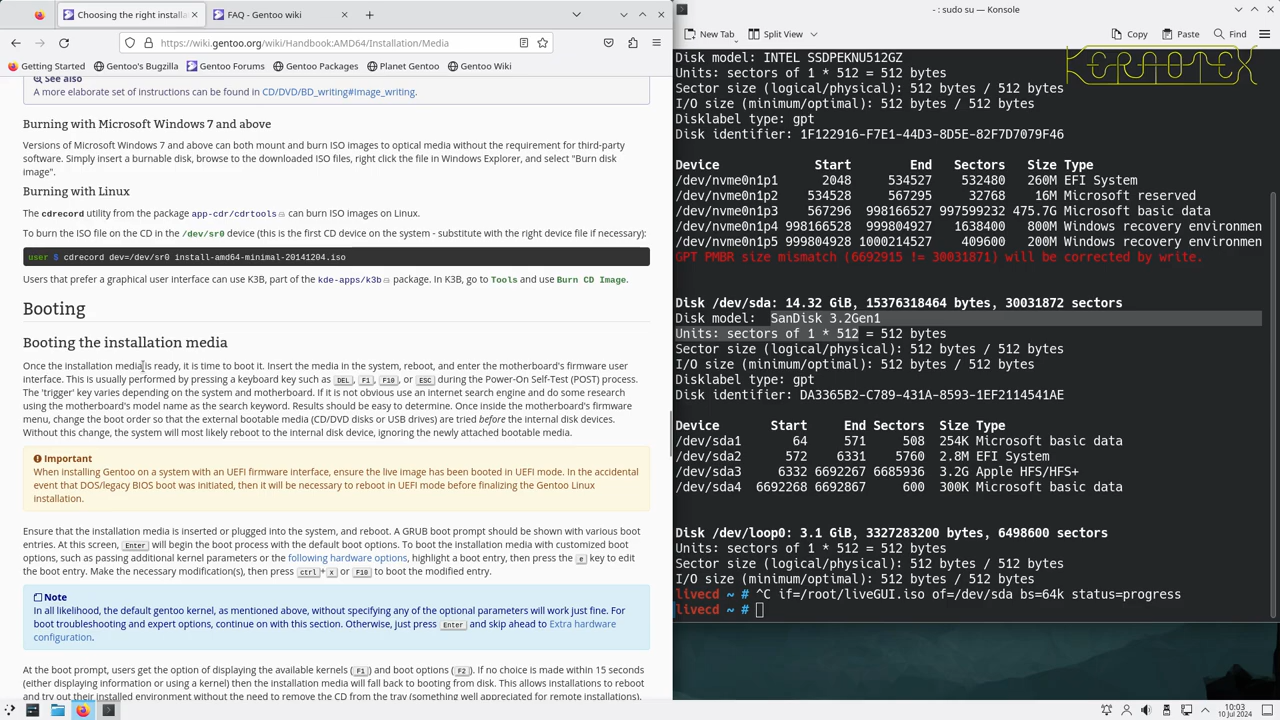 Choosing the right installa
FAQ - Gentoo wiki
https://wiki.gentoo.org/wiki/Handbook:AMD64/Installation/Media
Getting Started
Gentoo's Bugzilla
Gentoo Forums
Gentoo Packages
Planet Gentoo
Gentoo Wiki
See also
A more elaborate set of instructions can be found in CD/DVD/BD_writing#Image_writing.
Burning with Microsoft Windows 7 and above
Versions of Microsoft Windows 7 and above can both mount and burn ISO images to optical media without the requirement for third-party
software. Simply insert a burnable disk, browse to the downloaded ISO files, right click the file in Windows Explorer, and select "Burn disk
image".
Burning with Linux
The cdrecord utility from the package app-cdr/cdrtools can burn ISO images on Linux.
To burn the ISO file on the CD in the /dev/sr0 device (this is the first CD device on the system - substitute with the right device file if necessary):
user $ cdrecord dev=/dev/sr0 install-amd64-minimal-20141204.iso
Users that prefer a graphical user interface can use K3B, part of the kde-apps/k3b package. In K3B, go to Tools and use Burn CD Image.
Booting
Booting the installation media
Once the installation media is ready, it is time to boot it. Insert the media in the system, reboot, and enter the motherboard's firmware user
interface. This is usually performed by pressing a keyboard key such as DEL, F1, F10, or ESC during the Power-On Self-Test (POST) process.
The 'trigger' key varies depending on the system and motherboard. If it is not obvious use an internet search engine and do some research
using the motherboard's model name as the search keyword. Results should be easy to determine. Once inside the motherboard's firmware
menu, change the boot order so that the external bootable media (CD/DVD disks or USB drives) are tried before the internal disk devices.
Without this change, the system will most likely reboot to the internal disk device, ignoring the newly attached bootable media.
Important
When installing Gentoo on a system with an UEFI firmware interface, ensure the live image has been booted in UEFI mode. In the accidental
event that DOS/legacy BIOS boot was initiated, then it will be necessary to reboot in UEFI mode before finalizing the Gentoo Linux
installation.
Ensure that the installation media is inserted or plugged into the system, and reboot. A GRUB boot prompt should be shown with various boot
entries. At this screen, Enter will begin the boot process with the default boot options. To boot the installation media with customized boot
options, such as passing additional kernel parameters or the following hardware options, highlight a boot entry, then press the e key to edit
the boot entry. Make the necessary modification(s), then press ctrl+x or F10 to boot the modified entry.
Note
In all likelihood, the default gentoo kernel, as mentioned above, without specifying any of the optional parameters will work just fine. For
boot troubleshooting and expert options, continue on with this section. Otherwise, just press Enter and skip ahead to Extra hardware
configuration.
At the boot prompt, users get the option of displaying the available kernels (F1) and boot options (F2). If no choice is made within 15 seconds
(either displaying information or using a kernel) then the installation media will fall back to booting from disk. This allows installations to reboot
and try out their installed environment without the need to remove the CD from the tray (something well appreciated for remote installations).
- : sudo su — Konsole
New Tab
Split View
Copy
Paste
Find
KERNOTEX
Disk model: INTEL SSDPEKNU512GZ
Units: sectors of 1 * 512 = 512 bytes
Sector size (logical/physical): 512 bytes / 512 bytes
I/O size (minimum/optimal): 512 bytes / 512 bytes
Disklabel type: gpt
Disk identifier: 1F122916-F7E1-44D3-8D5E-82F7D7079F46
Device Start End Sectors Size Type
/dev/nvme0n1p1 2048 534527 532480 260M EFI System
/dev/nvme0n1p2 534528 567295 32768 16M Microsoft reserved
/dev/nvme0n1p3 567296 998166527 997599232 475.7G Microsoft basic data
/dev/nvme0n1p4 998166528 999804927 1638400 800M Windows recovery environmen
/dev/nvme0n1p5 999804928 1000214527 409600 200M Windows recovery environmen
GPT PMBR size mismatch (6692915 != 30031871) will be corrected by write.
Disk /dev/sda: 14.32 GiB, 15376318464 bytes, 30031872 sectors
Disk model: SanDisk 3.2Gen1
Units: sectors of 1 * 512 = 512 bytes
Sector size (logical/physical): 512 bytes / 512 bytes
I/O size (minimum/optimal): 512 bytes / 512 bytes
Disklabel type: gpt
Disk identifier: DA3365B2-C789-431A-8593-1EF2114541AE
Device Start End Sectors Size Type
/dev/sda1 64 571 508 254K Microsoft basic data
/dev/sda2 572 6331 5760 2.8M EFI System
/dev/sda3 6332 6692267 6685936 3.2G Apple HFS/HFS+
/dev/sda4 6692268 6692867 600 300K Microsoft basic data
Disk /dev/loop0: 3.1 GiB, 3327283200 bytes, 6498600 sectors
Units: sectors of 1 * 512 = 512 bytes
Sector size (logical/physical): 512 bytes / 512 bytes
I/O size (minimum/optimal): 512 bytes / 512 bytes
livecd ~ # ^C if=/root/liveGUI.iso of=/dev/sda bs=64k status=progress
livecd ~ #
10:03
10 Jul 2024